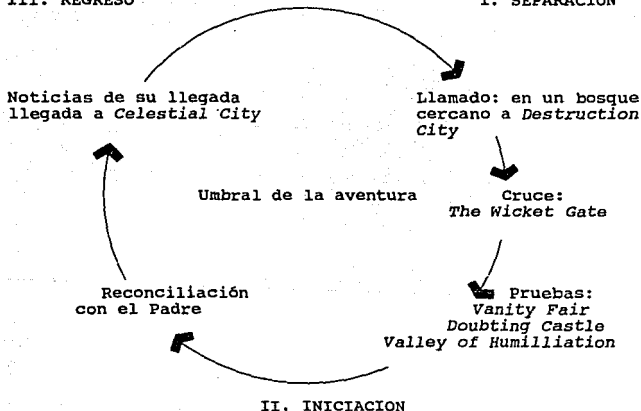 III. REGRESO
I. SEPARACION
Noticias de su llegada
llegada a Celestial City
Llamado: en un bosque
cercano a Destruction
City
Umbral de la aventura
Cruce:
The Wicket Gate
Reconciliación
con el Padre
Pruebas:
Vanity Fair
Doubting Castle
Valley of Humilliation
II. INICIACION